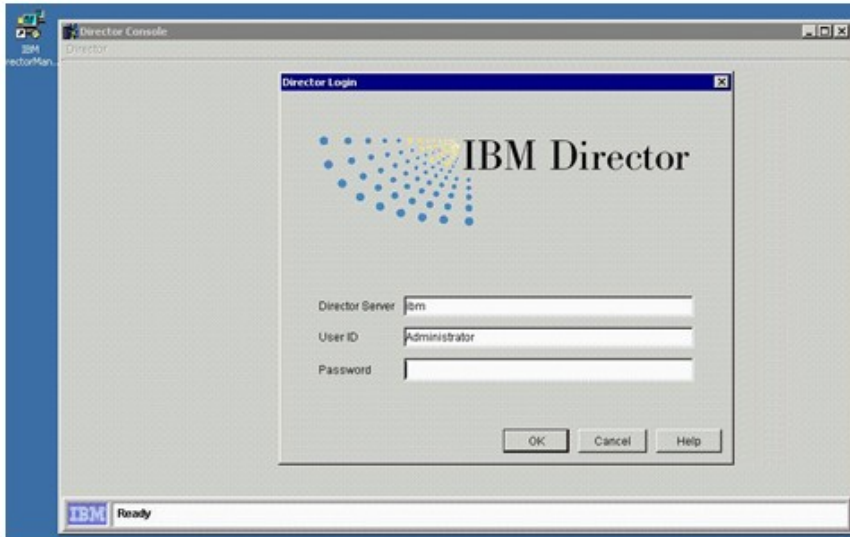 IBM
rectorMan...
Director Console
Director
Director Login
IBM Director
Director Server
ibm
User ID
Administrator
Password
OK
Cancel
Help
IBM
Ready